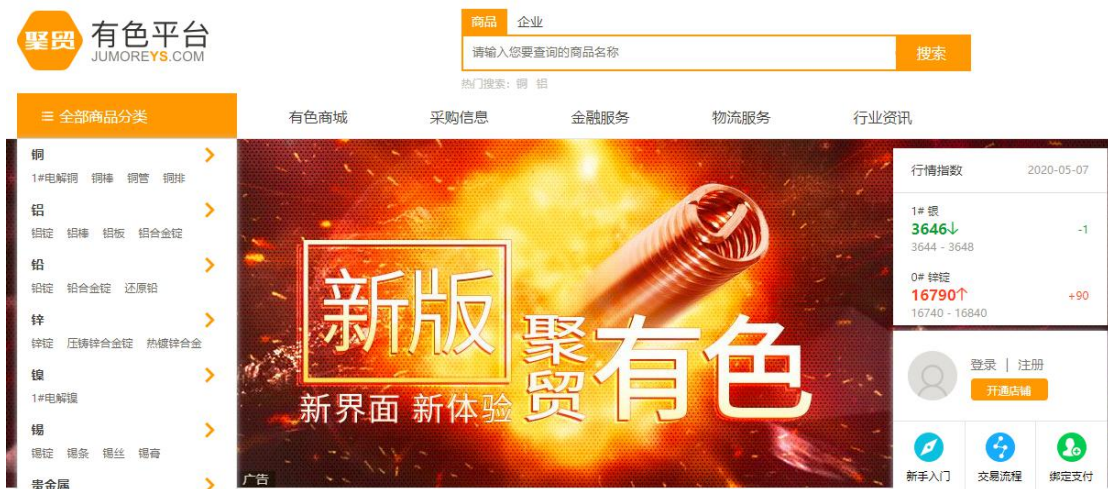 聚贸 有色平台
JUMOREYS.COM
商品 企业
请输入您要查询的商品名称 搜索
热门搜索: 铜 铝
全部商品分类 有色商城 采购信息 金融服务 物流服务 行业资讯
铜
1#电解铜 铜棒 铜管 铜排
铝
铝锭 铝棒 铝板 铝合金锭
铅
铅锭 铅合金锭 还原铅
锌
锌锭 压铸锌合金锭 热镀锌合金
镍
1#电解镍
锡
锡锭 锡条 锡丝 锡膏
贵金属
新版
聚贸有色
新界面 新体验
广告
行情指数 2020-05-07
1# 银
3646↓ -1
3644 - 3648
0# 锌锭
16790↑ +90
16740 - 16840
登录 | 注册
开通店铺
新手入门 交易流程 绑定支付